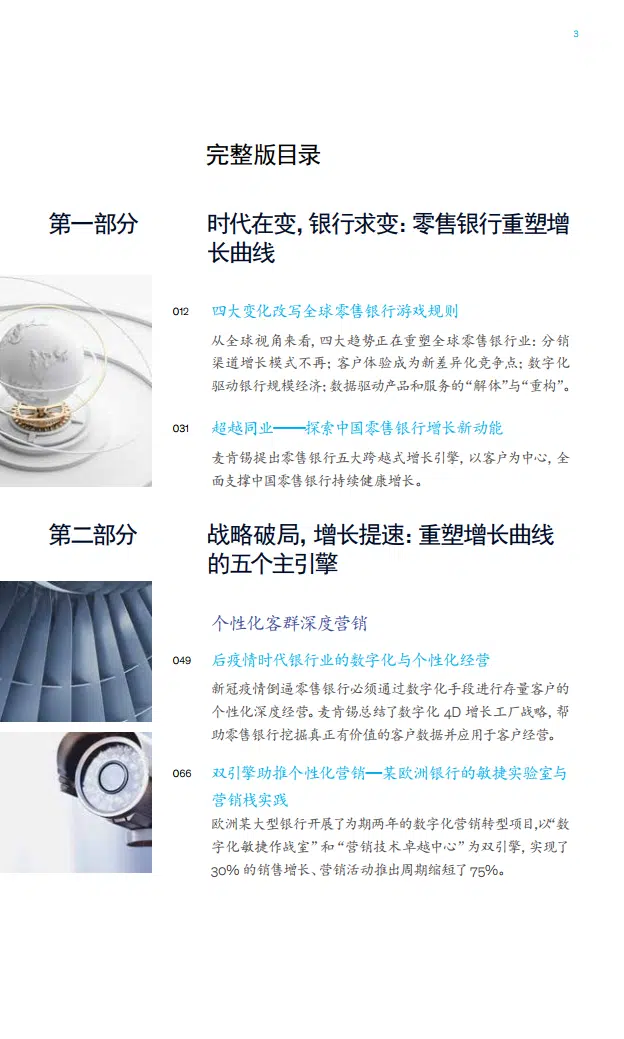 3
完整版目录
第一部分
时代在变，银行求变：零售银行重塑增
长曲线
012 四大变化改写全球零售银行游戏规则
从全球视角来看，四大趋势正在重塑全球零售银行业：分销
渠道增长模式不再；客户体验成为新差异化竞争点；数字化
驱动银行规模经济；数据驱动产品和服务的“解体”与“重构”。
031 超越同业——探索中国零售银行增长新动能
麦肯锡提出零售银行五大跨越式增长引擎，以客户为中心，全
面支撑中国零售银行持续健康增长。
第二部分
战略破局，增长提速：重塑增长曲线
的五个主引擎
个性化客群深度营销
049 后疫情时代银行业的数字化与个性化经营
新冠疫情倒逼零售银行必须通过数字化手段进行存量客户的
个性化深度经营。麦肯锡总结了数字化 4D 增长工厂战略，帮
助零售银行挖掘真正有价值的客户数据并应用于客户经营。
066 双引擎助推个性化营销—某欧洲银行的敏捷实验室与
营销栈实践
欧洲某大型银行开展了为期两年的数字化营销转型项目,以“数
字化敏捷作战室”和“营销技术卓越中心”为双引擎，实现了
30% 的销售增长、营销活动推出周期缩短了 75%。